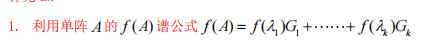 1. 利用单阵 A 的 f(A) 谱公式 f(A) = f(λ₁)G₁ + …… + f(λₖ)Gₖ